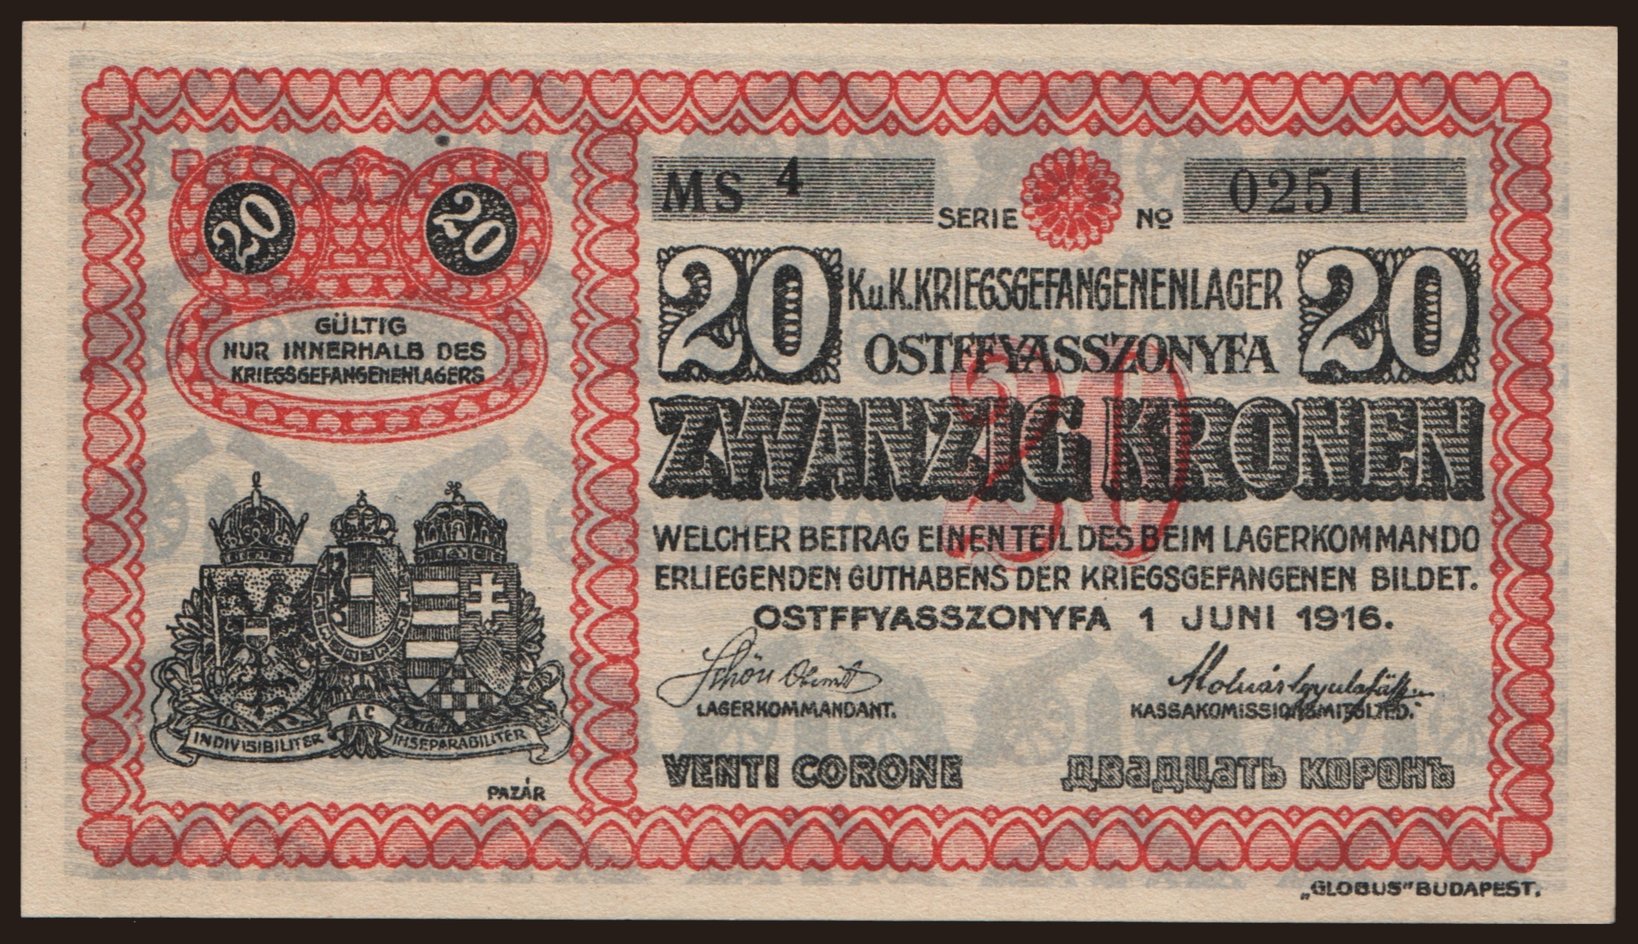 20 20
GÜLTIG
NUR INNERHALB DES
KRIEGSGEFANGENENLAGERS
INDIVISIBILITER AC INSEPARABILITER
PAZÁR
MS 4 SERIE № 0251
20 K.u.K.KRIEGSGEFANGENENLAGER 20
OSTFFYASSZONYFA
20
ZWANZIG KRONEN
WELCHER BETRAG EINEN TEIL DES BEIM LAGERKOMMANDO
ERLIEGENDEN GUTHABENS DER KRIEGSGEFANGENEN BILDET.
OSTFFYASSZONYFA 1 JUNI 1916.
Schön
LAGERKOMMANDANT.
KASSAKOMISSIONSMITGLIED.
VENTI CORONE ДВАДЦАТЬ КОРОНЪ
„GLOBUS" BUDAPEST.